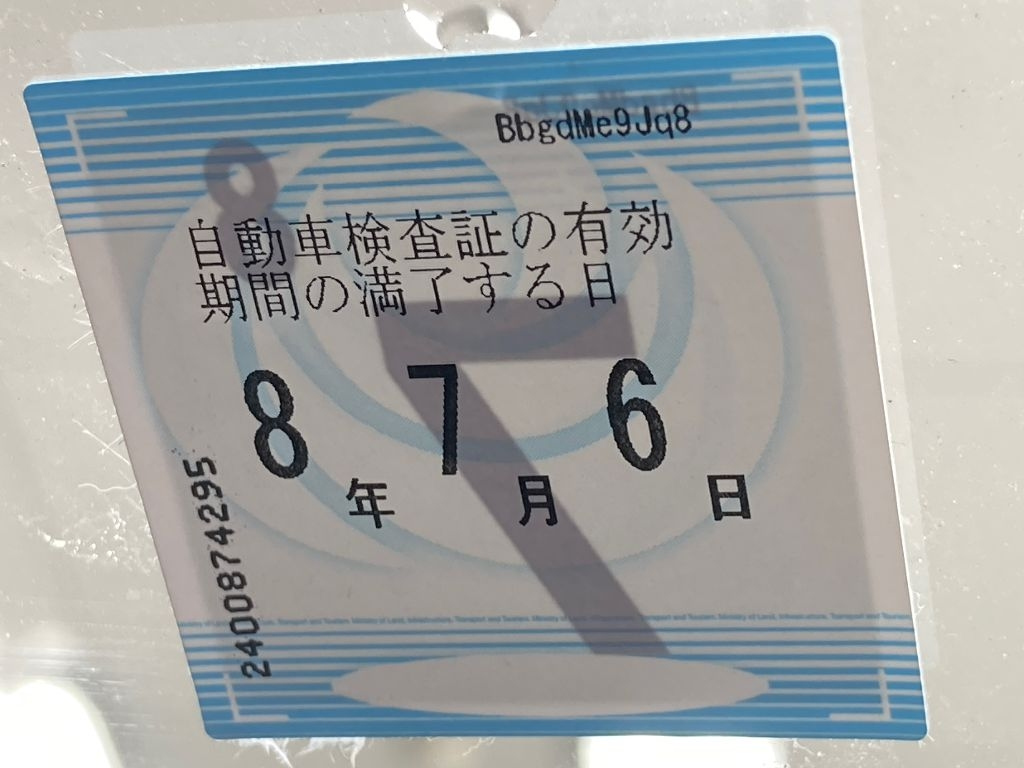 BbgdMe9Jq8
自動車検査証の有効
期間の満了する日
8年7月6日
2400874295